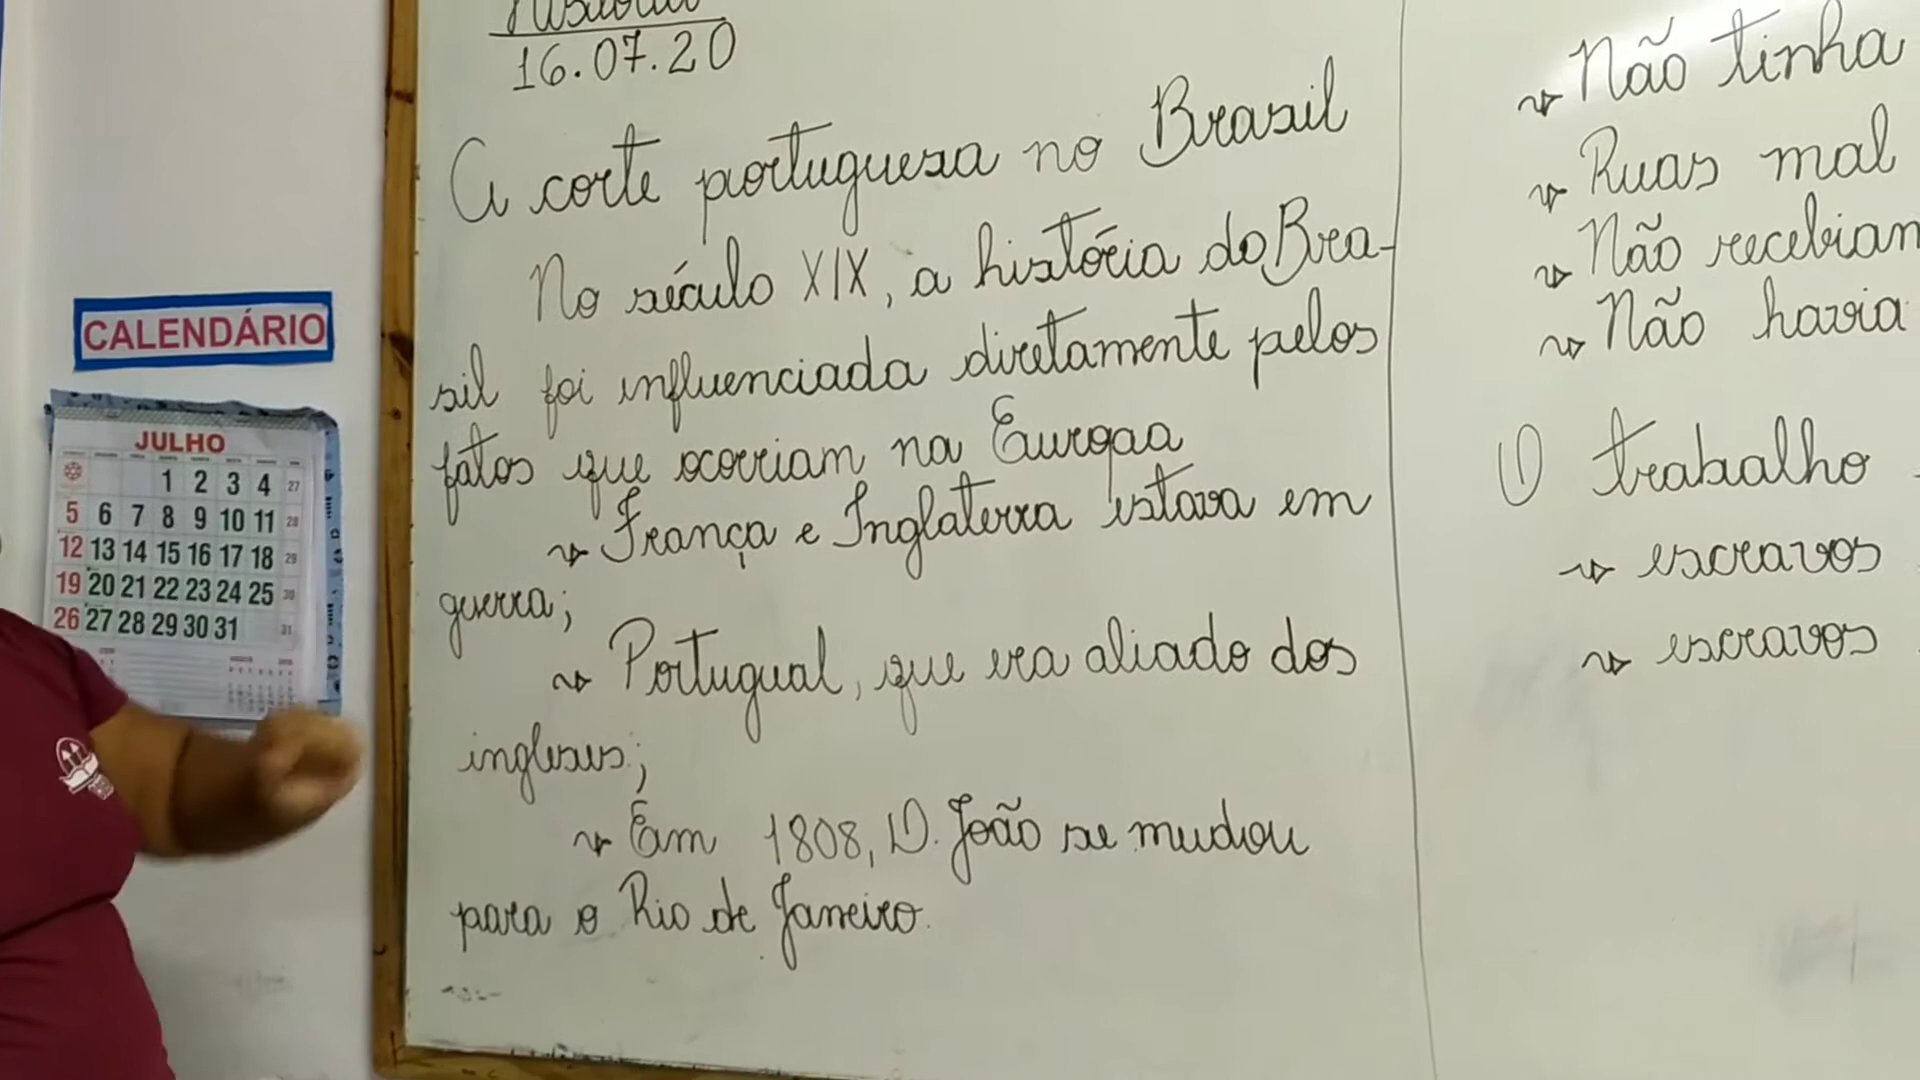 História
16.07.20
A corte portuguesa no Brasil
No século XIX, a história do Bra-
sil foi influenciada diretamente pelos
fatos que ocorriam na Europa
→ França e Inglaterra estava em
guerra;
→ Portugual, que era aliado dos
ingleses;
→ Em 1808, D. João se mudou
para o Rio de Janeiro.
→ Não tinha
→ Ruas mal
→ Não recebiam
→ Não havia
O trabalho
→ escravos
→ escravos
CALENDÁRIO
JULHO
1 2 3 4 27
5 6 7 8 9 10 11 28
12 13 14 15 16 17 18 29
19 20 21 22 23 24 25 30
26 27 28 29 30 31 31